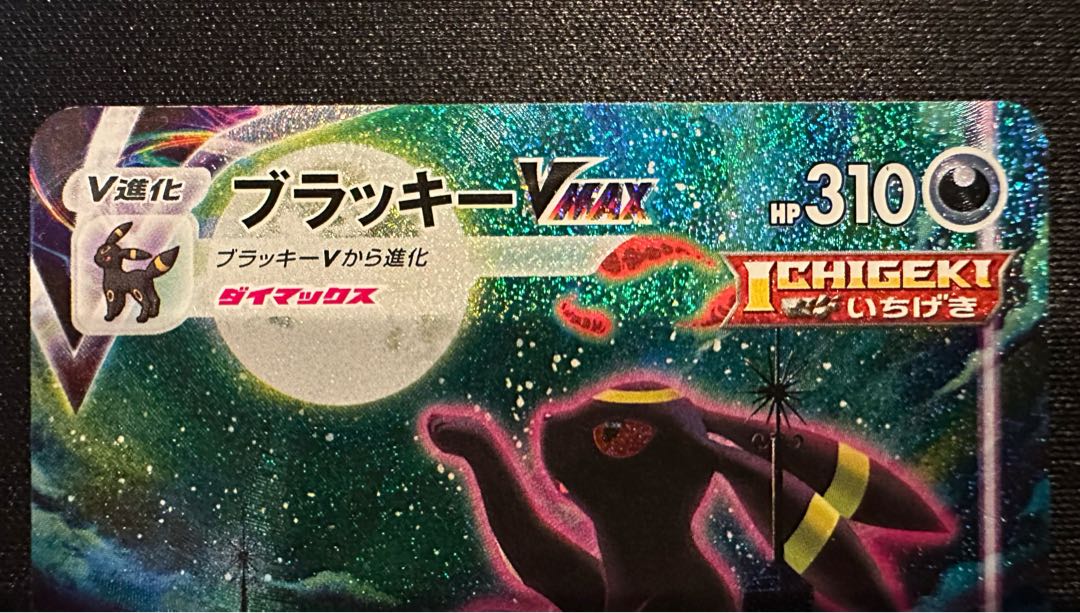 V進化
ブラッキーVMAX
HP310
ブラッキーVから進化
ダイマックス
ICHIGEKI
いちげき